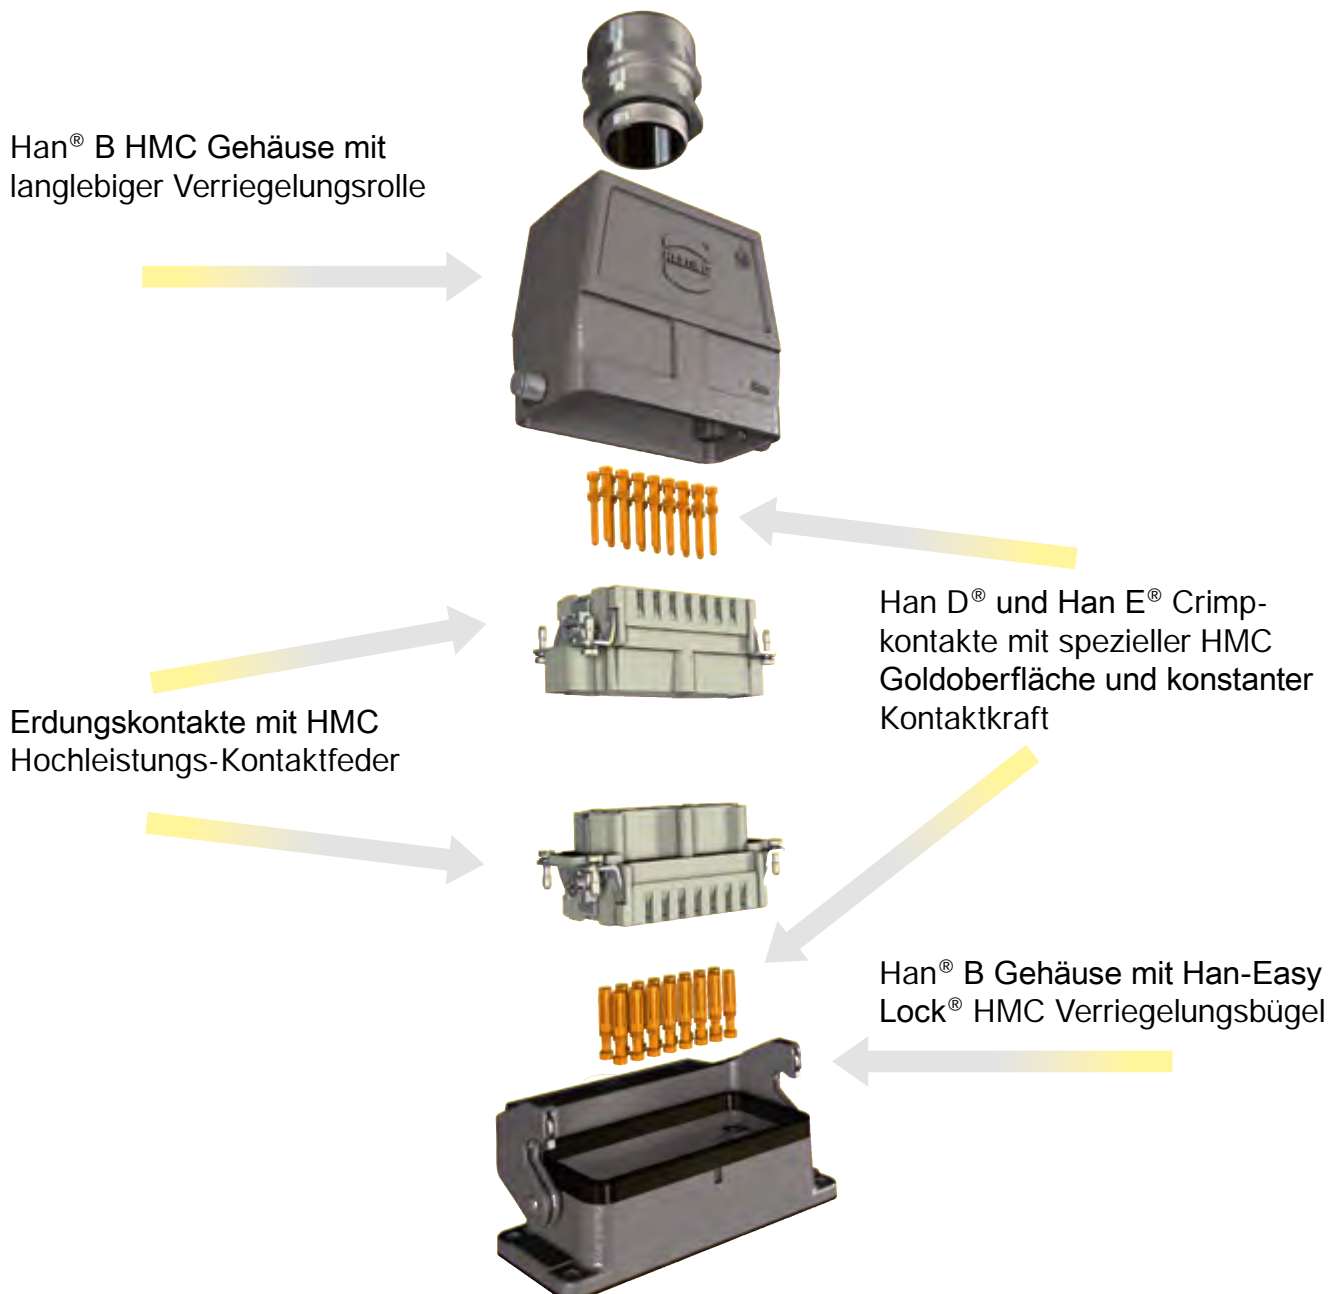 Han® B HMC Gehäuse mit
langlebiger Verriegelungsrolle
Han D® und Han E® Crimp-
kontakte mit spezieller HMC
Goldoberfläche und konstanter
Kontaktkraft
Erdungskontakte mit HMC
Hochleistungs-Kontaktfeder
Han® B Gehäuse mit Han-Easy
Lock® HMC Verriegelungsbügel